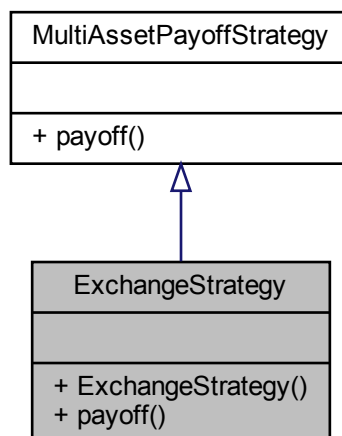 MultiAssetPayoffStrategy
+ payoff()
ExchangeStrategy
+ ExchangeStrategy()
+ payoff()